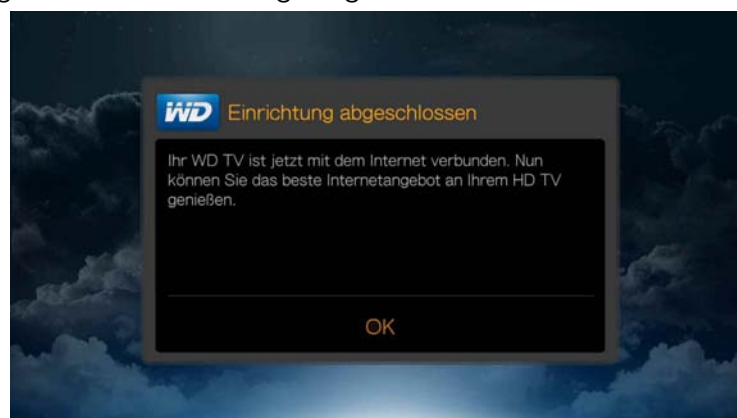 WD Einrichtung abgeschlossen
Ihr WD TV ist jetzt mit dem Internet verbunden. Nun
können Sie das beste Internetangebot an Ihrem HD TV
genießen.
OK